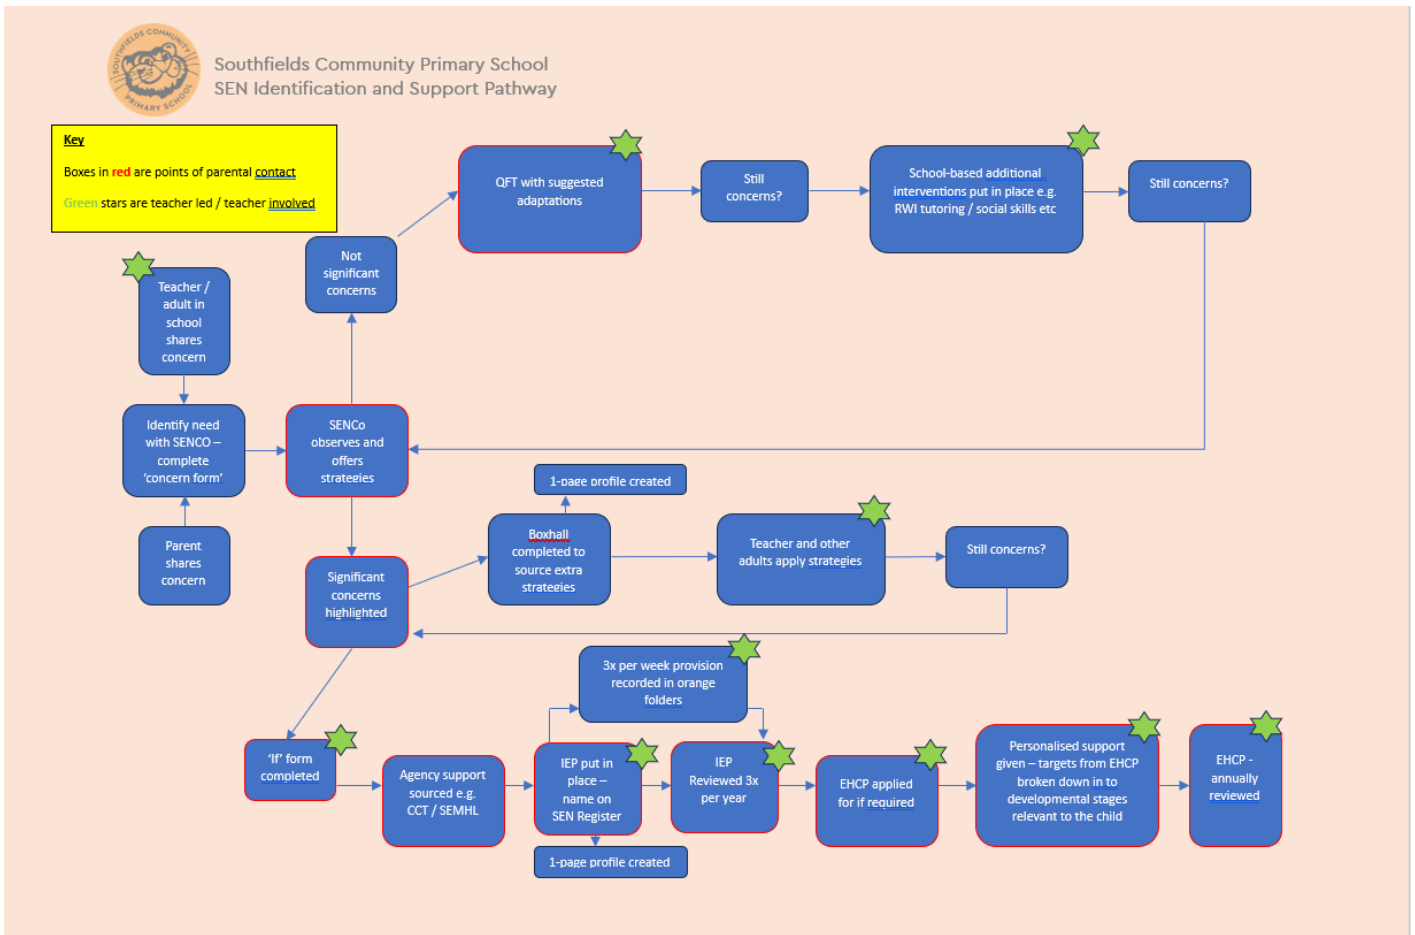 SOUTHFIELDS COMMUNITY
PRIMARY SCHOOL
Southfields Community Primary School
SEN Identification and Support Pathway
Key
Boxes in red are points of parental contact
Green stars are teacher led / teacher involved
QFT with suggested
adaptations
Still
concerns?
School-based additional
interventions put in place e.g.
RWI tutoring / social skills etc
Still concerns?
Not
significant
concerns
Teacher /
adult in
school
shares
concern
Identify need
with SENCO –
complete
‘concern form’
SENCo
observes and
offers
strategies
Parent
shares
concern
1-page profile created
Boxhall
completed to
source extra
strategies
Teacher and other
adults apply strategies
Still concerns?
Significant
concerns
highlighted
3x per week provision
recorded in orange
folders
‘If’ form
completed
Agency support
sourced e.g.
CCT / SEMHL
IEP put in
place –
name on
SEN Register
IEP
Reviewed 3x
per year
EHCP applied
for if required
Personalised support
given – targets from EHCP
broken down in to
developmental stages
relevant to the child
EHCP -
annually
reviewed
1-page profile created